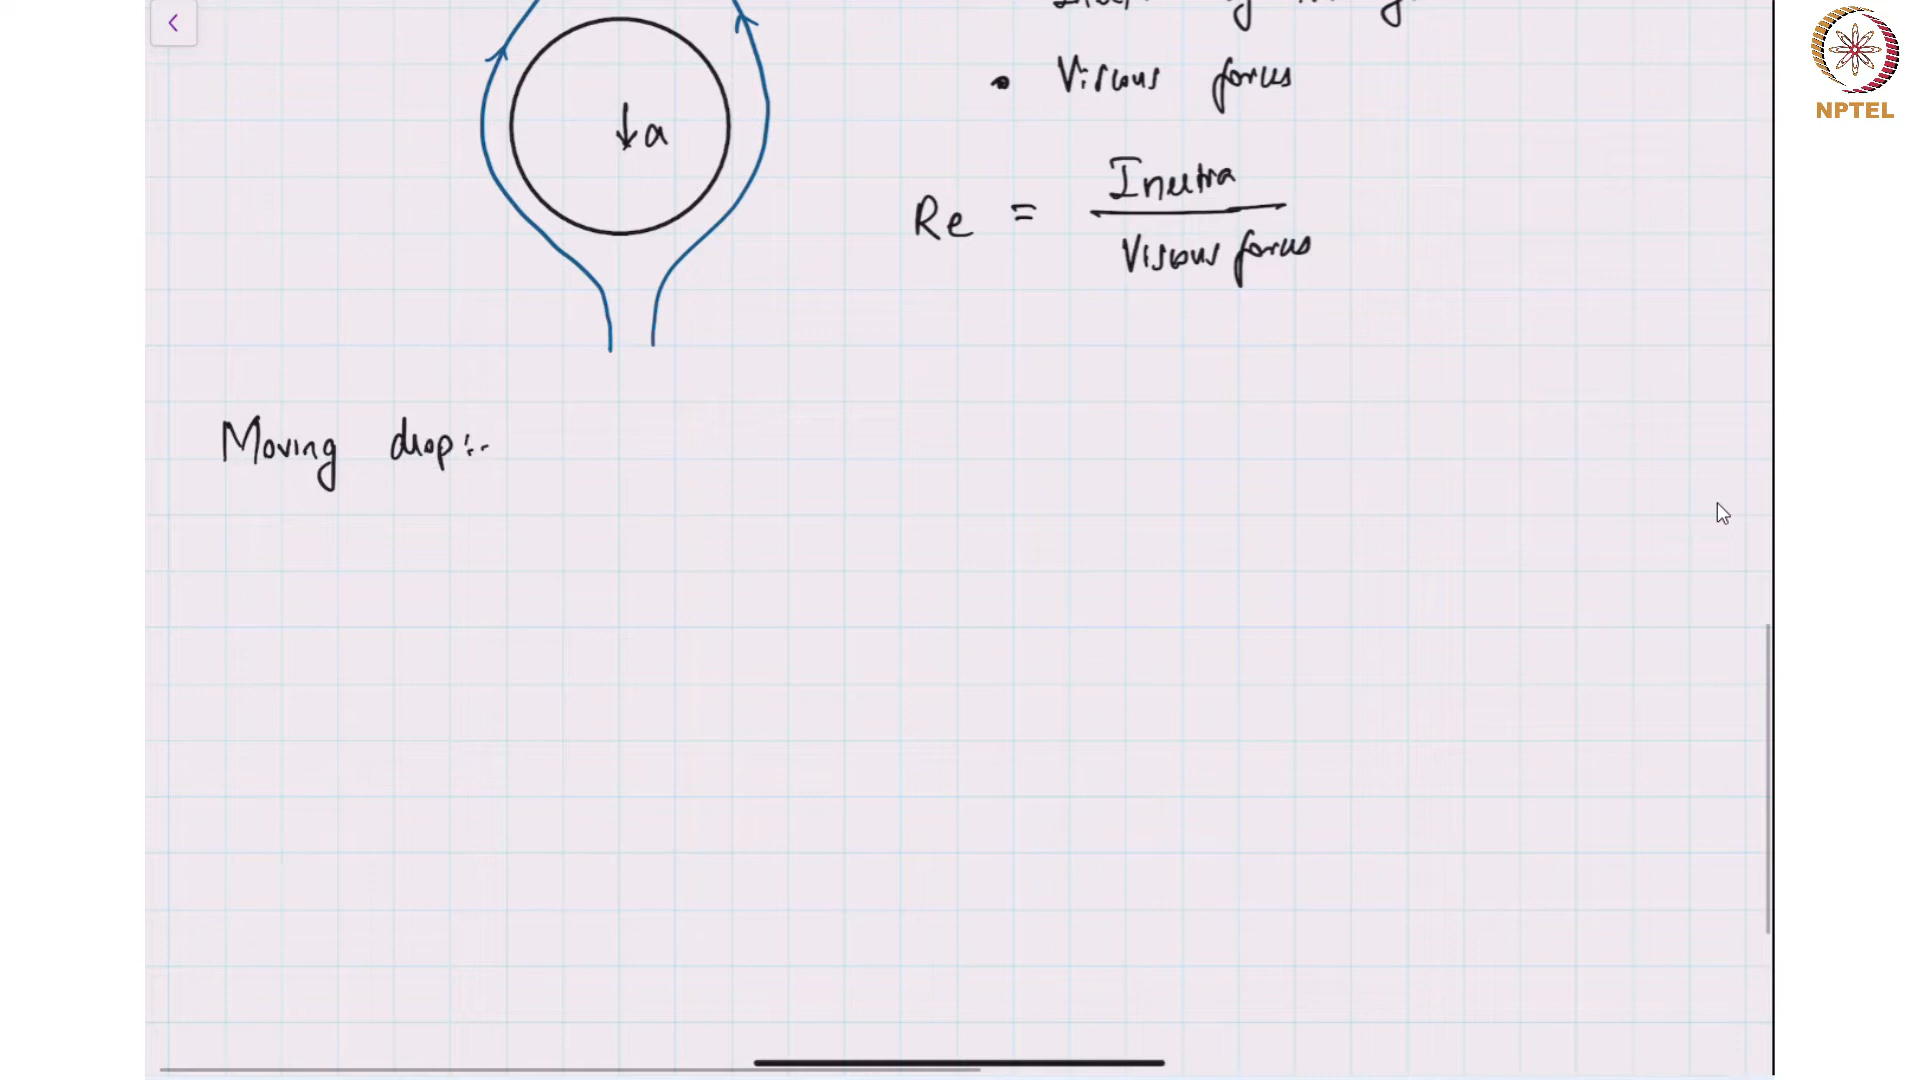 • Viscous forces
↓a
Re = Inertia / Viscous forces
Moving drop :-
NPTEL